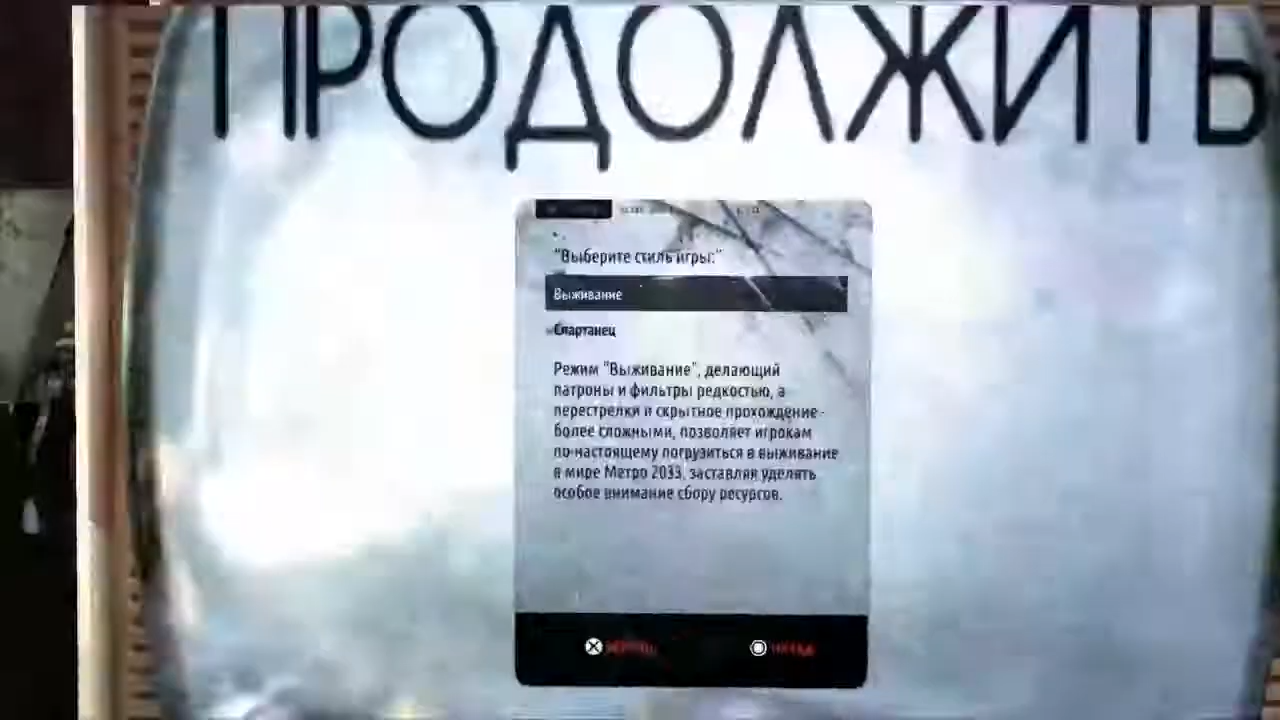 ПРОДОЛЖИТЬ
"Выберите стиль игры:"
Выживание
Спартанец
Режим "Выживание", делающий
патроны и фильтры редкостью, а
перестрелки и скрытное прохождение -
более сложными, позволяет игрокам
по-настоящему погрузиться в выживание
в мире Метро 2033, заставляя уделять
особое внимание сбору ресурсов.
НАЗАД